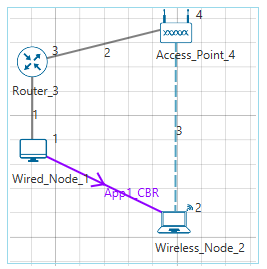 4
Access_Point_4
3
2
Router_3
1
3
1
Wired_Node_1
App1_CBR
2
Wireless_Node_2